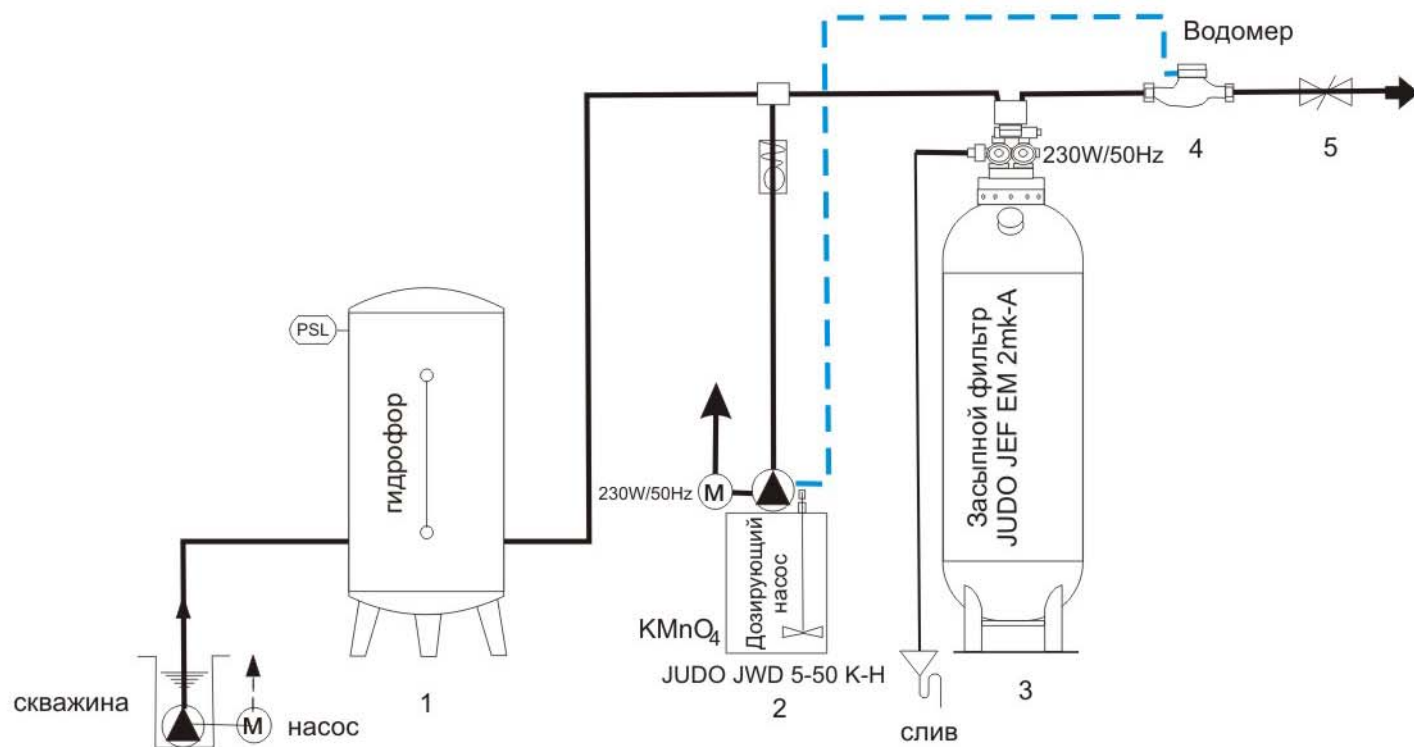 Водомер
4
5
230W/50Hz
PSL
гидрофор
Засыпной фильтр
JUDO JEF EM 2mk-A
230W/50Hz
M
Дозирующий
насос
KMnO4
JUDO JWD 5-50 K-H
скважина
M
насос
1
2
3
слив